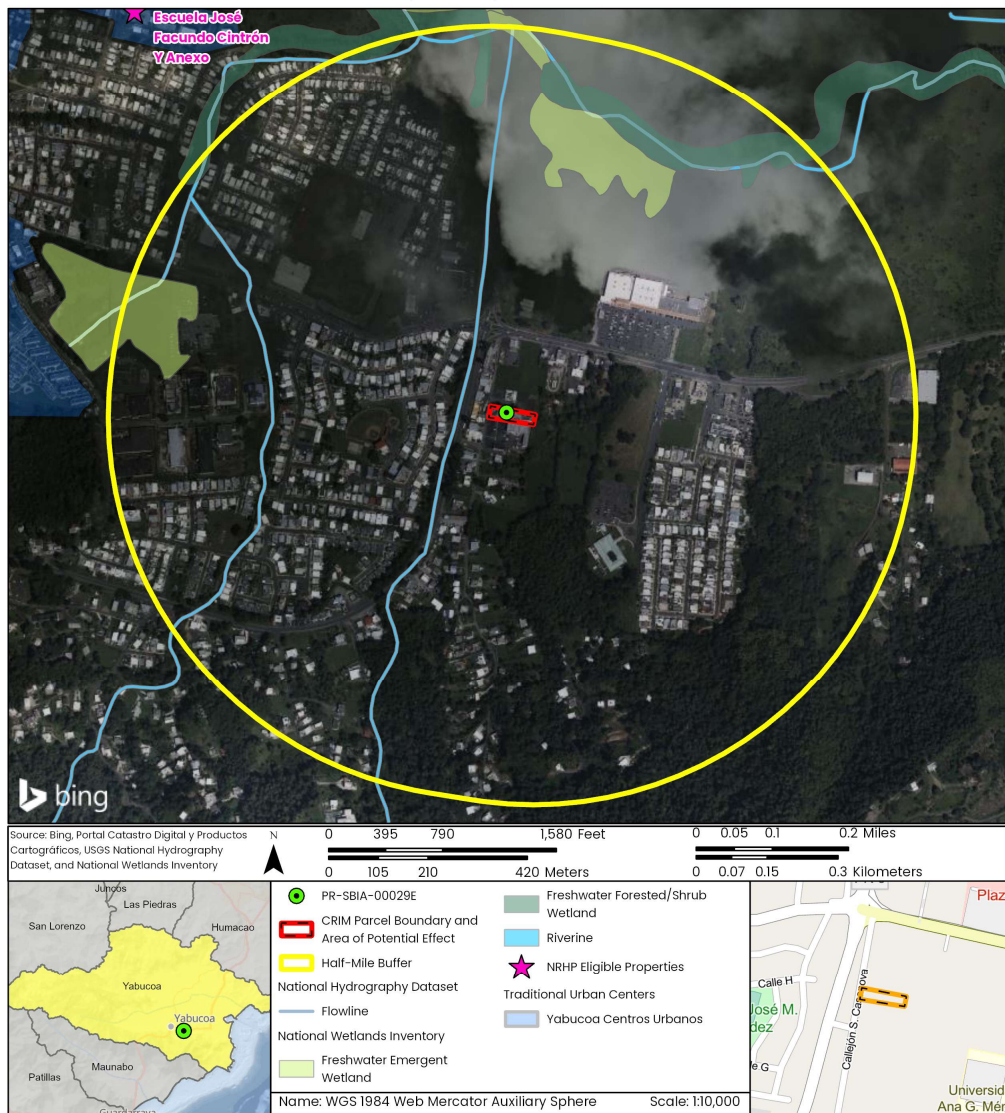 Escuela José
Facundo Cintrón
Y Anexo
bing
Source: Bing, Portal Catastro Digital y Productos
Cartográficos, USGS National Hydrography
Dataset, and National Wetlands Inventory
N
0 395 790 1,580 Feet
0 105 210 420 Meters
0 0.05 0.1 0.2 Miles
0 0.07 0.15 0.3 Kilometers
Juncos
Las Piedras
San Lorenzo
Humacao
Yabucoa
Yabucoa
Maunabo
Patillas
PR-SBIA-00029E
CRIM Parcel Boundary and
Area of Potential Effect
Half-Mile Buffer
National Hydrography Dataset
Flowline
National Wetlands Inventory
Freshwater Emergent
Wetland
Freshwater Forested/Shrub
Wetland
Riverine
NRHP Eligible Properties
Traditional Urban Centers
Yabucoa Centros Urbanos
Name: WGS 1984 Web Mercator Auxiliary Sphere
Scale: 1:10,000
Plaz
Calle H
José M.
dez
le G
Universid
Ana G. Mén